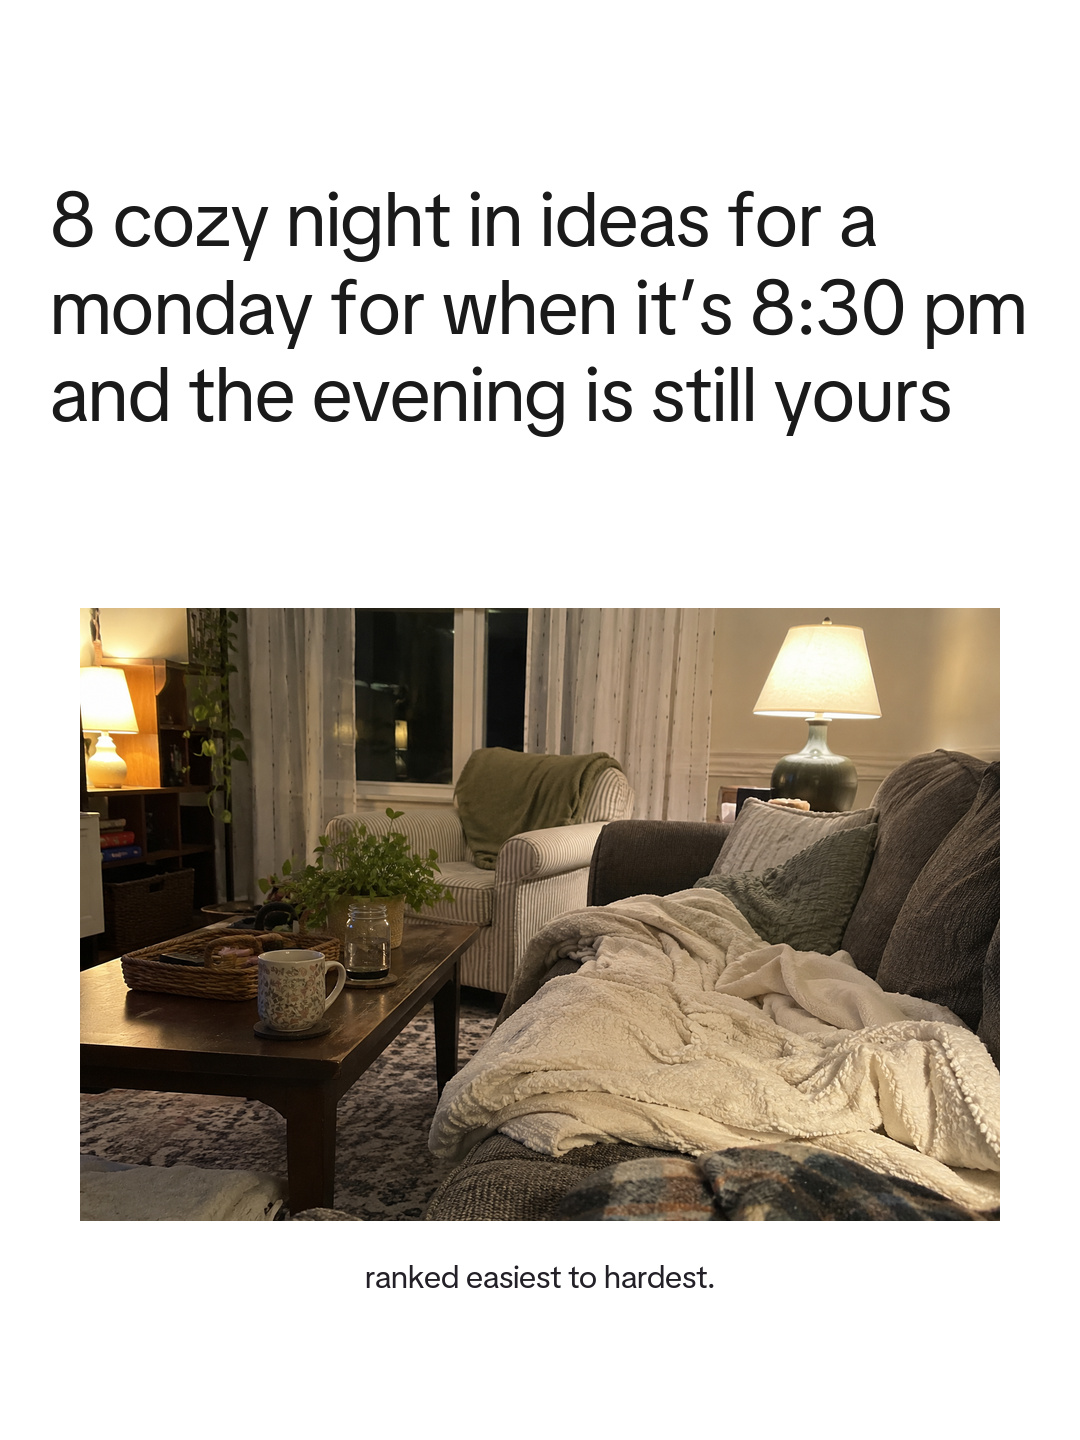 8 cozy night in ideas for a
monday for when it’s 8:30 pm
and the evening is still yours
ranked easiest to hardest.